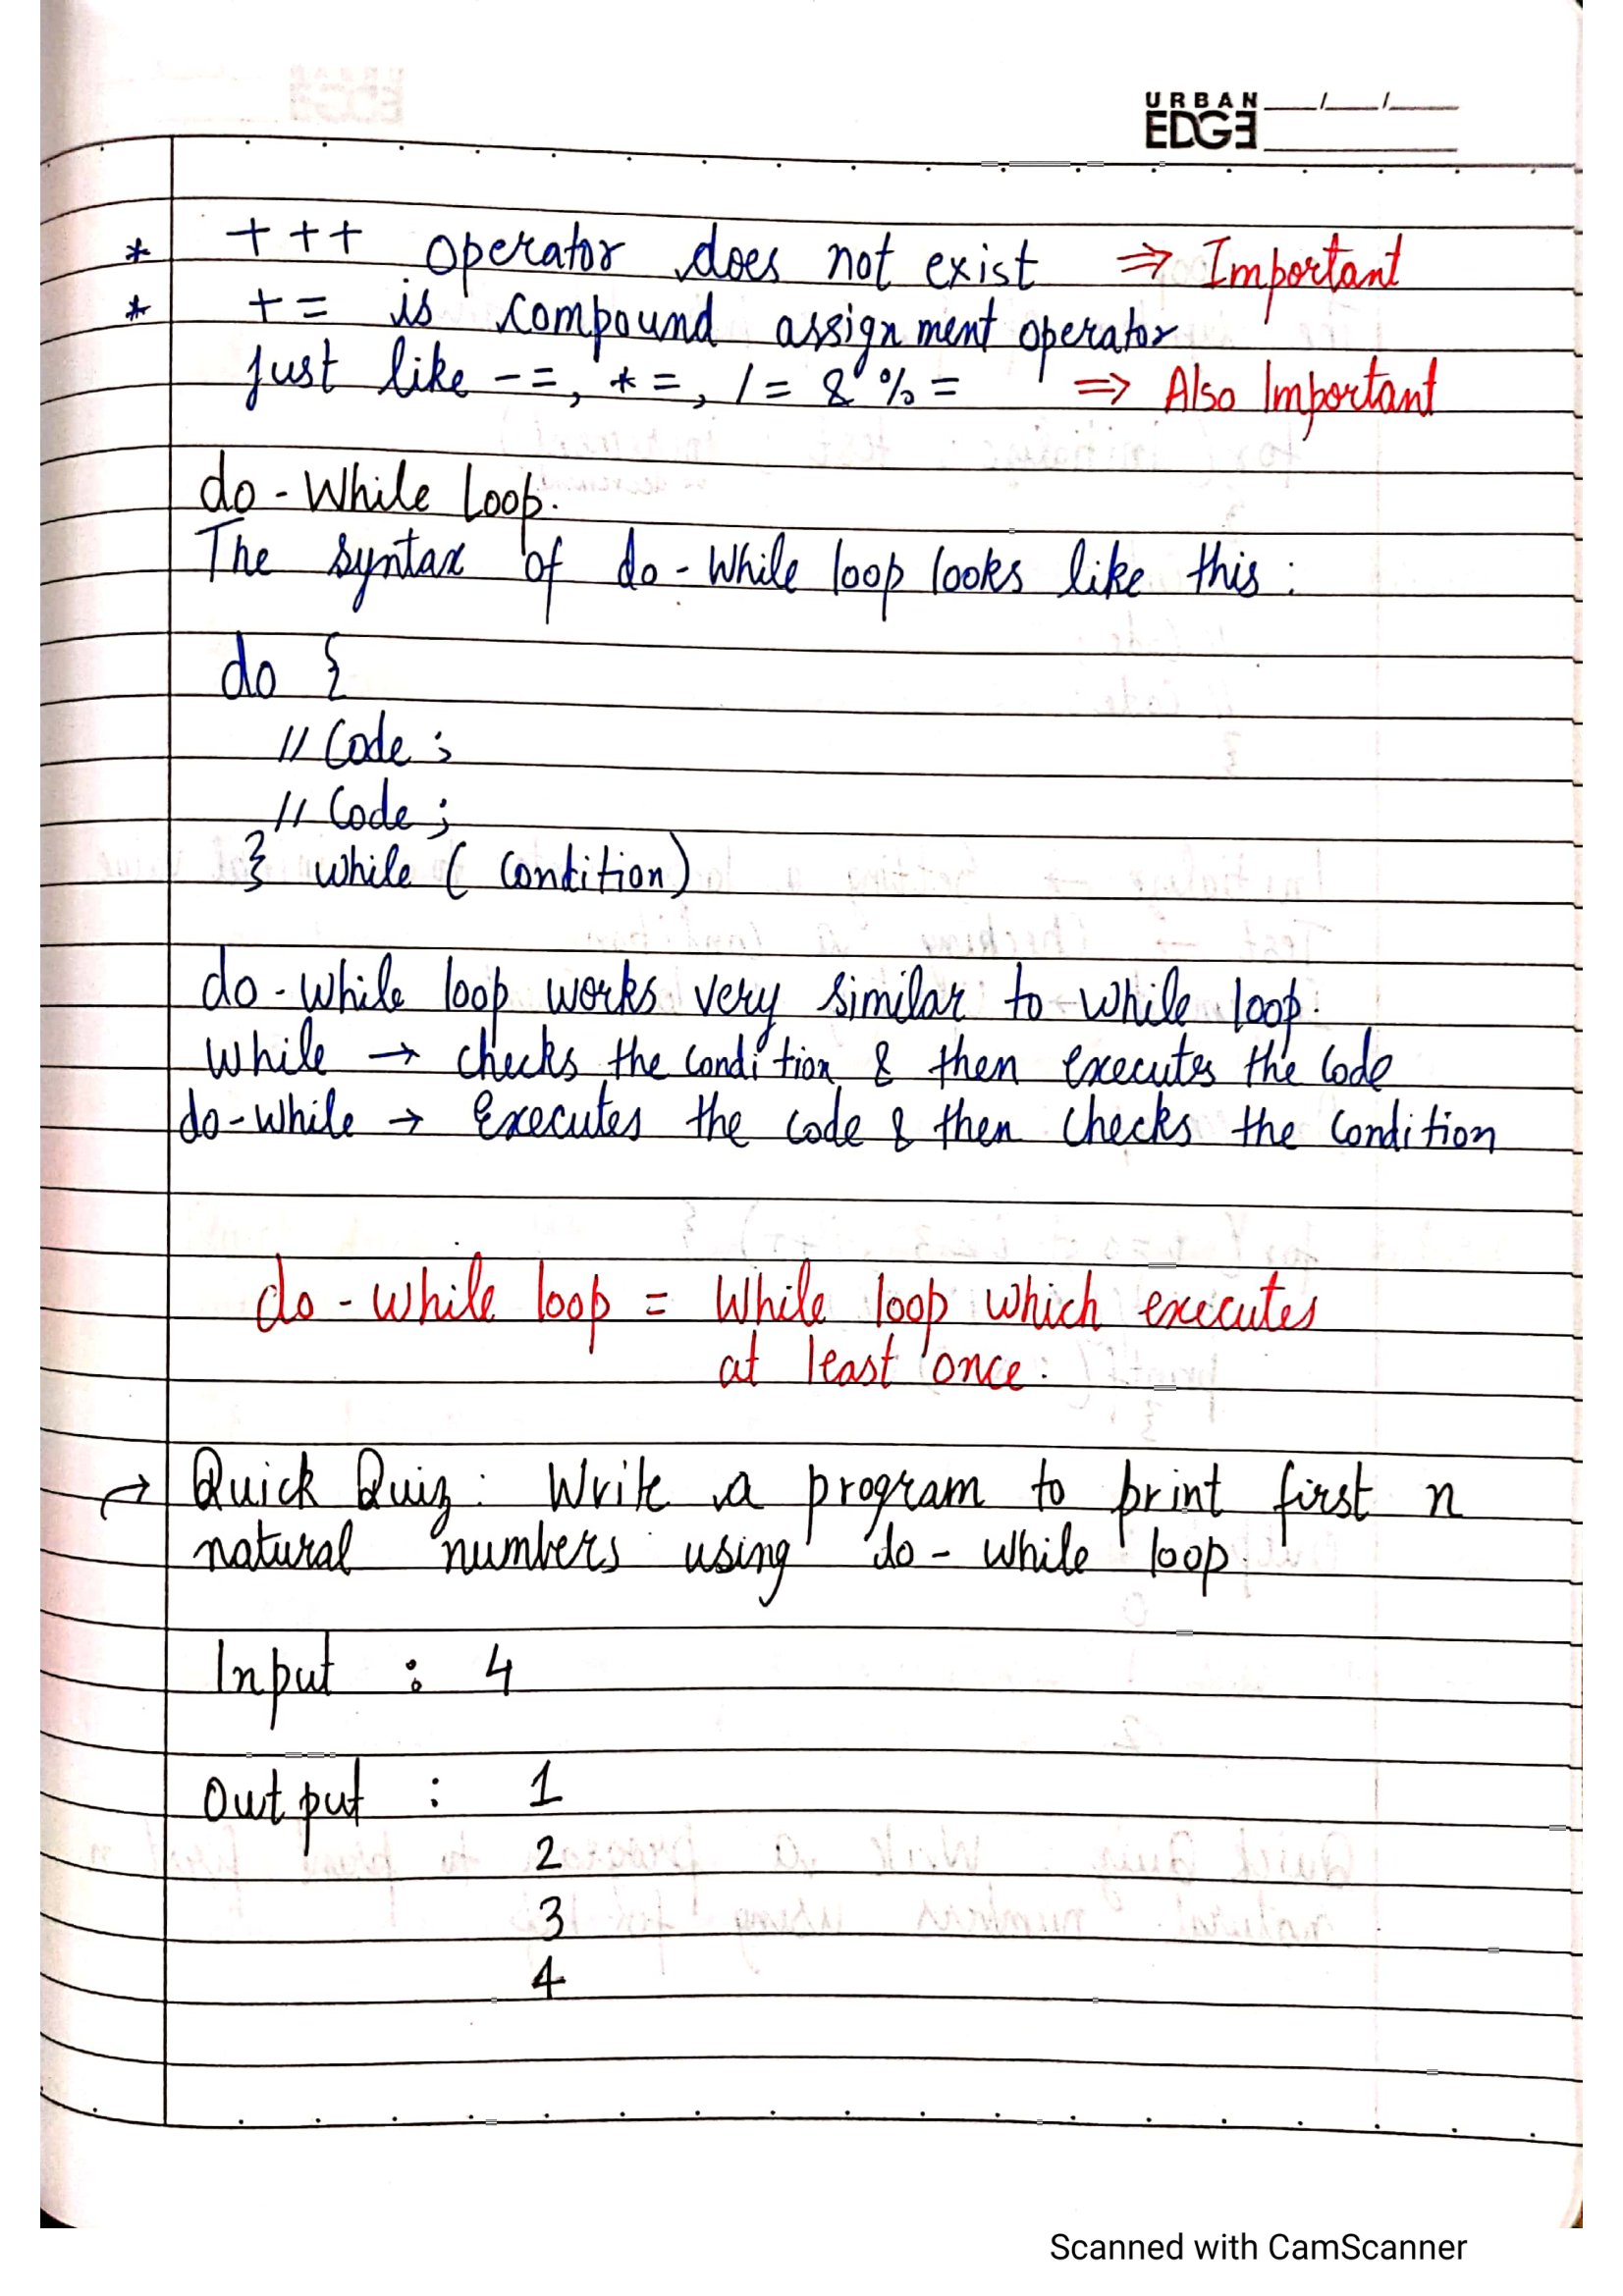 URBAN
EDGE
* +++ operator does not exist ⇒ Important
* += is compound assignment operator
just like -=, *=, /= & %= ⇒ Also Important
do-While Loop.
The syntax of do-while loop looks like this:
do {
// Code ;
// Code ;
} while ( Condition)
do-while loop works very similar to while loop.
While → checks the condition & then executes the code
do-while → Executes the code & then checks the condition
do-while loop = While loop which executes
at least once.
→ Quick Quiz: Write a program to print first n
natural numbers using do-while loop.
Input : 4
Output : 1
2
3
4
Scanned with CamScanner